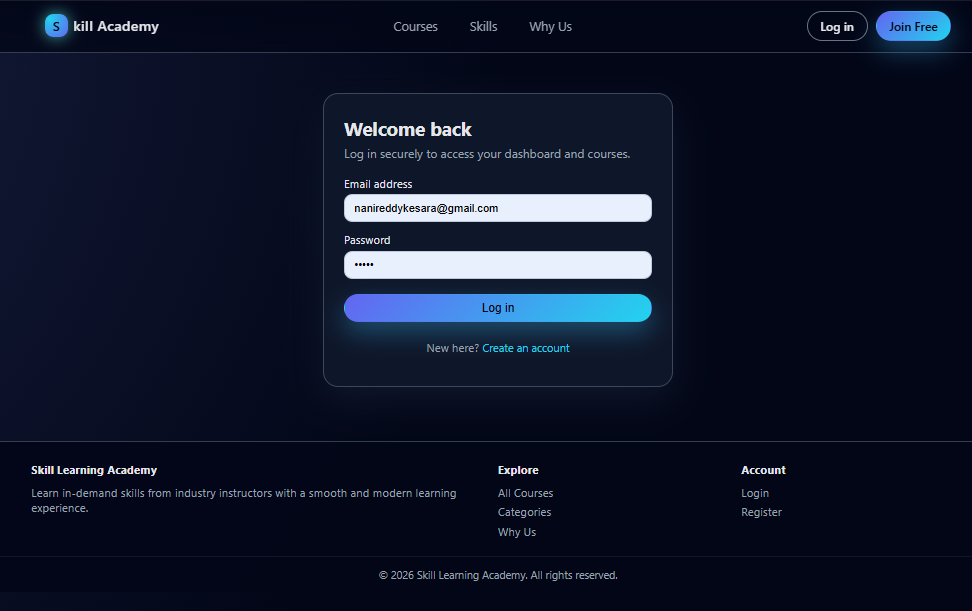 S kill Academy
Courses Skills Why Us
Log in Join Free
Welcome back
Log in securely to access your dashboard and courses.
Email address
nanireddykesara@gmail.com
Password
•••••
Log in
New here? Create an account
Skill Learning Academy
Learn in-demand skills from industry instructors with a smooth and modern learning
experience.
Explore
All Courses
Categories
Why Us
Account
Login
Register
© 2026 Skill Learning Academy. All rights reserved.